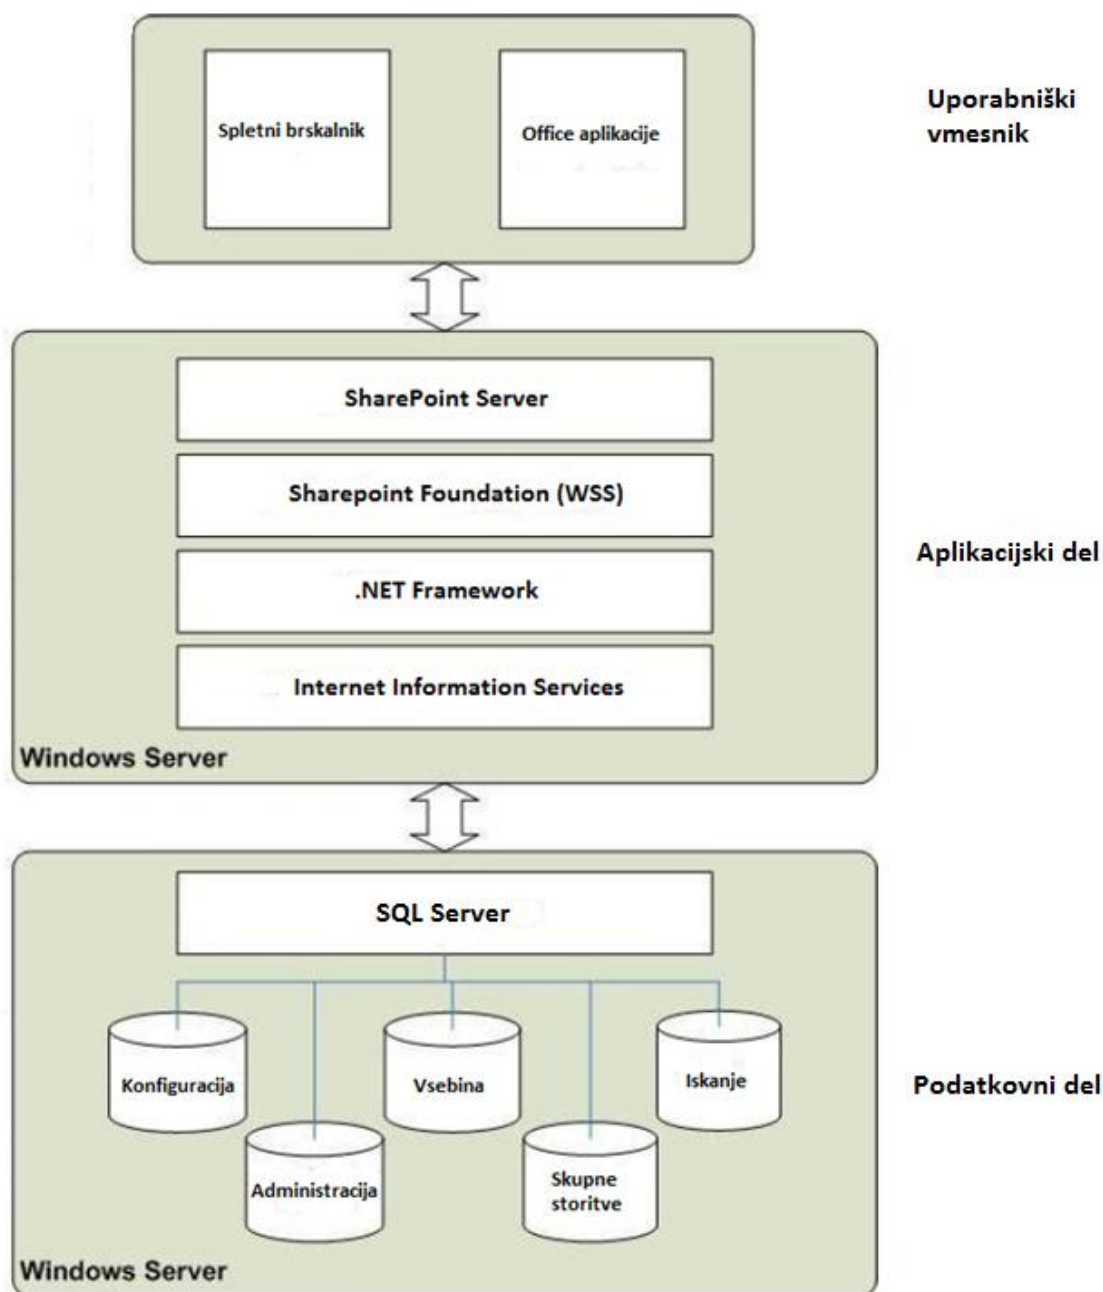 Spletni brskalnik
Office aplikacije
Uporabniški
vmesnik
SharePoint Server
Sharepoint Foundation (WSS)
.NET Framework
Internet Information Services
Windows Server
Aplikacijski del
SQL Server
Konfiguracija
Vsebina
Iskanje
Administracija
Skupne
storitve
Windows Server
Podatkovni del